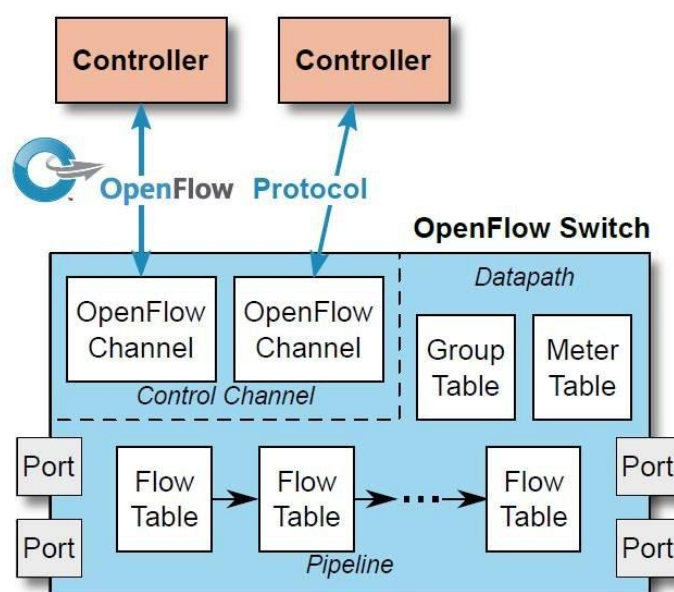 Controller
Controller
OpenFlow Protocol
OpenFlow Switch
Datapath
OpenFlow
Channel
OpenFlow
Channel
Control Channel
Group
Table
Meter
Table
Port
Port
Flow
Table
Flow
Table
...
Flow
Table
Pipeline
Port
Port